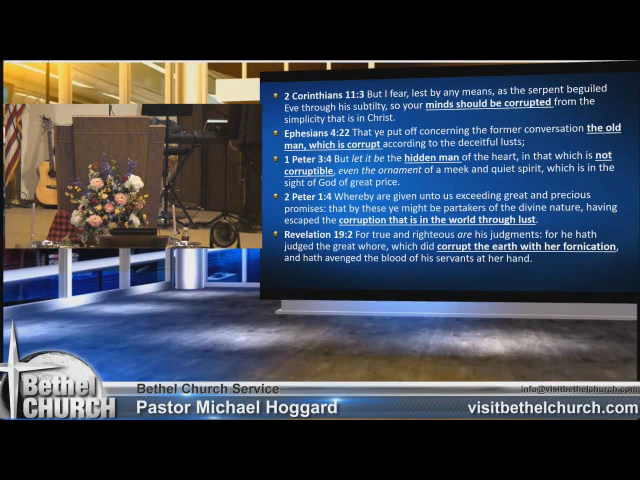 2 Corinthians 11:3 But I fear, lest by any means, as the serpent beguiled
Eve through his subtilty, so your minds should be corrupted from the
simplicity that is in Christ.
Ephesians 4:22 That ye put off concerning the former conversation the old
man, which is corrupt according to the deceitful lusts;
1 Peter 3:4 But let it be the hidden man of the heart, in that which is not
corruptible, even the ornament of a meek and quiet spirit, which is in the
sight of God of great price.
2 Peter 1:4 Whereby are given unto us exceeding great and precious
promises: that by these ye might be partakers of the divine nature, having
escaped the corruption that is in the world through lust.
Revelation 19:2 For true and righteous are his judgments: for he hath
judged the great whore, which did corrupt the earth with her fornication,
and hath avenged the blood of his servants at her hand.
Bethel
CHURCH
Bethel Church Service
info@visitbethelchurch.com
Pastor Michael Hoggard
visitbethelchurch.com